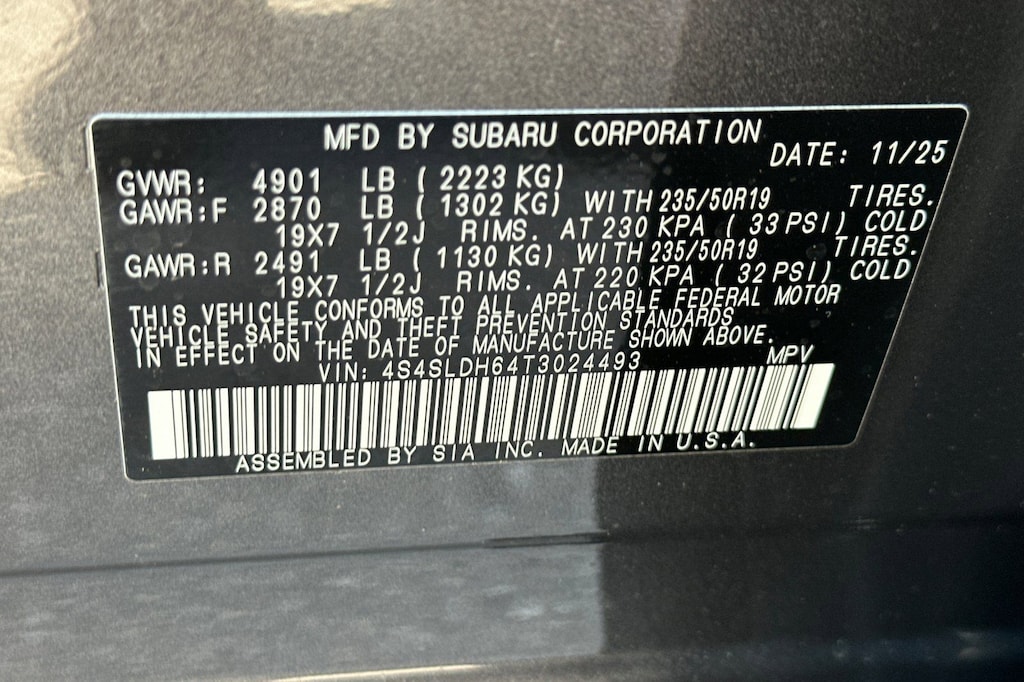 MFD BY SUBARU CORPORATION
DATE: 11/25
GVWR: 4901 LB ( 2223 KG)
GAWR:F 2870 LB ( 1302 KG) WITH 235/50R19 TIRES.
19X7 1/2J RIMS. AT 230 KPA ( 33 PSI) COLD
GAWR:R 2491 LB ( 1130 KG) WITH 235/50R19 TIRES.
19X7 1/2J RIMS. AT 220 KPA ( 32 PSI) COLD
THIS VEHICLE CONFORMS TO ALL APPLICABLE FEDERAL MOTOR
VEHICLE SAFETY AND THEFT PREVENTION STANDARDS
IN EFFECT ON THE DATE OF MANUFACTURE SHOWN ABOVE.
VIN: 4S4SLDH64T3024493 MPV
ASSEMBLED BY SIA INC. MADE IN U.S.A.